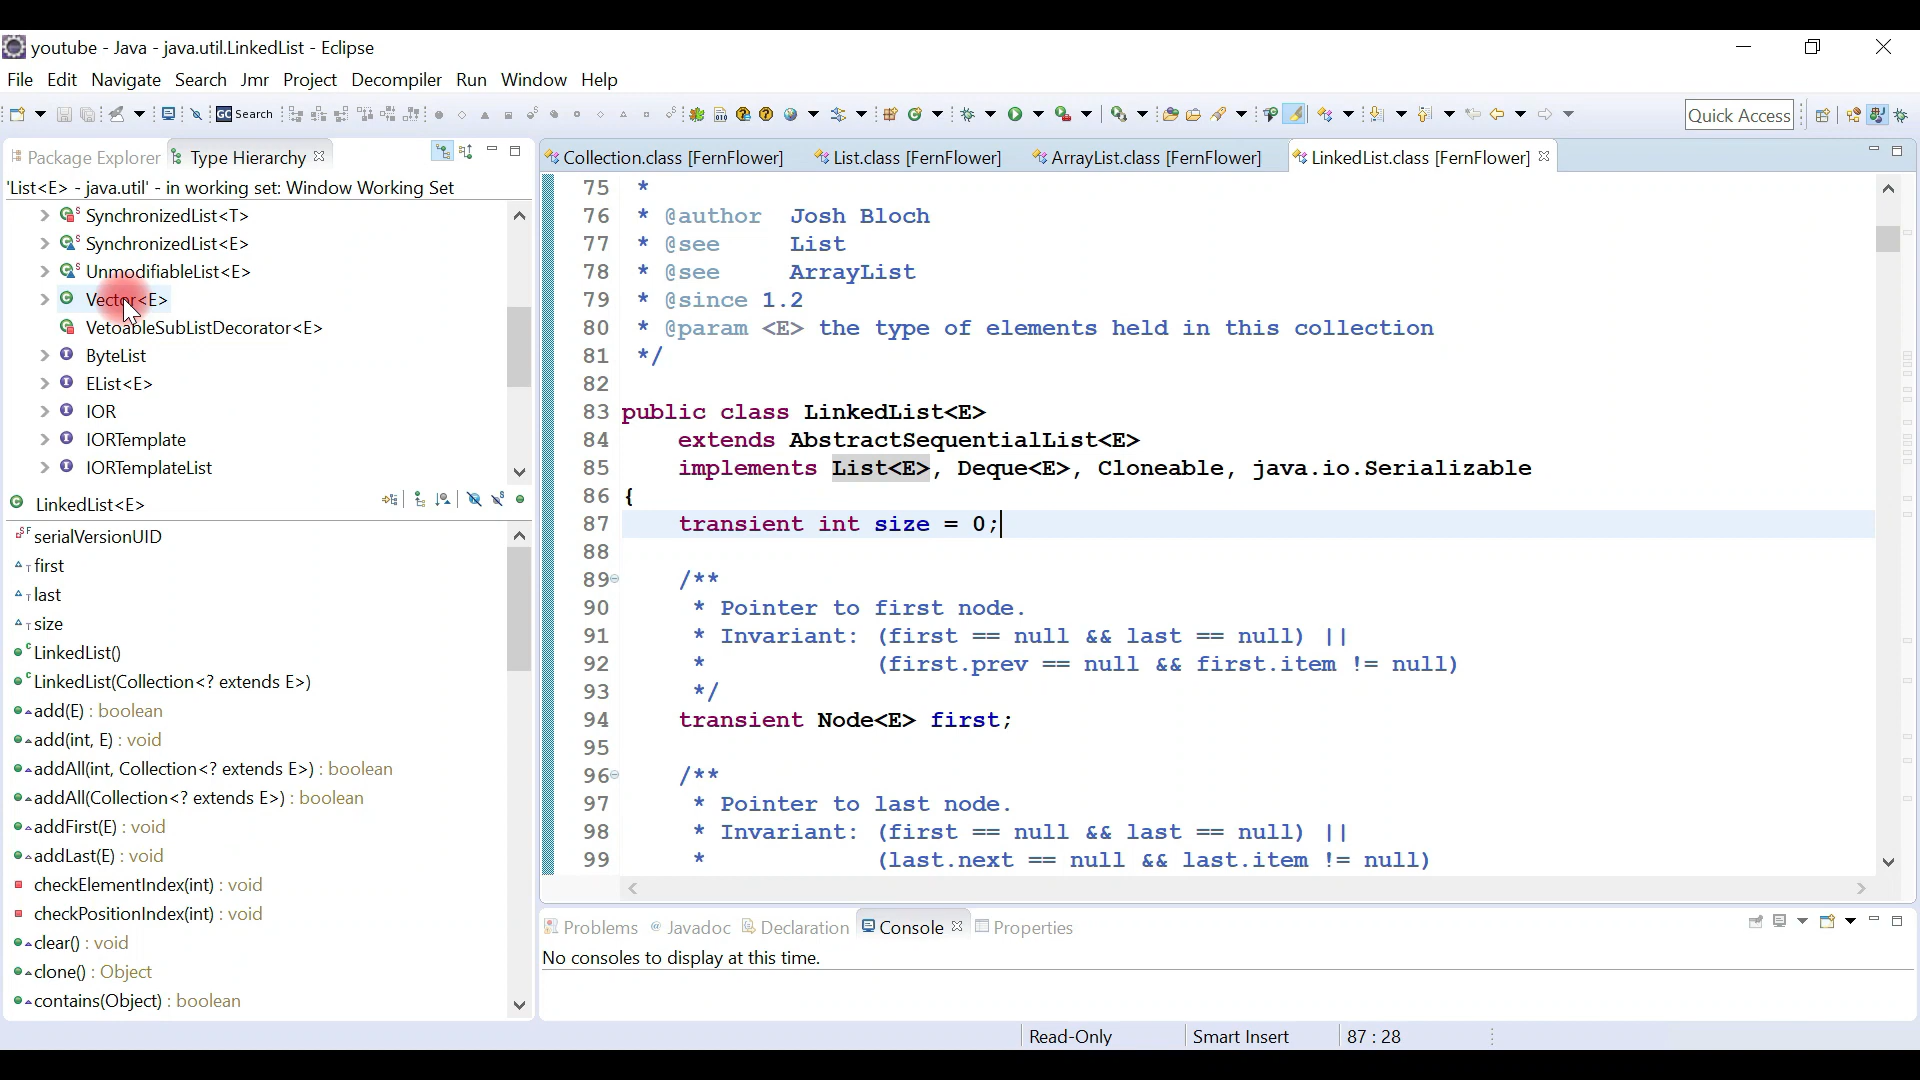 youtube - Java - java.util.LinkedList - Eclipse
File Edit Navigate Search Jmr Project Decompiler Run Window Help
GC Search
010
Quick Access
Package Explorer Type Hierarchy
'List<E> - java.util' - in working set: Window Working Set
SynchronizedList<T>
SynchronizedList<E>
UnmodifiableList<E>
Vector<E>
VetoableSubListDecorator<E>
ByteList
EList<E>
IOR
IORTemplate
IORTemplateList
LinkedList<E>
serialVersionUID
first
last
size
LinkedList()
LinkedList(Collection<? extends E>)
add(E) : boolean
add(int, E) : void
addAll(int, Collection<? extends E>) : boolean
addAll(Collection<? extends E>) : boolean
addFirst(E) : void
addLast(E) : void
checkElementIndex(int) : void
checkPositionIndex(int) : void
clear() : void
clone() : Object
contains(Object) : boolean
Collection.class [FernFlower] List.class [FernFlower] ArrayList.class [FernFlower] LinkedList.class [FernFlower]
75 *
76 * @author Josh Bloch
77 * @see List
78 * @see ArrayList
79 * @since 1.2
80 * @param <E> the type of elements held in this collection
81 */
82
83 public class LinkedList<E>
84 extends AbstractSequentialList<E>
85 implements List<E>, Deque<E>, Cloneable, java.io.Serializable
86 {
87 transient int size = 0;
88
89 /**
90 * Pointer to first node.
91 * Invariant: (first == null && last == null) ||
92 * (first.prev == null && first.item != null)
93 */
94 transient Node<E> first;
95
96 /**
97 * Pointer to last node.
98 * Invariant: (first == null && last == null) ||
99 * (last.next == null && last.item != null)
Problems @ Javadoc Declaration Console Properties
No consoles to display at this time.
Read-Only Smart Insert 87 : 28